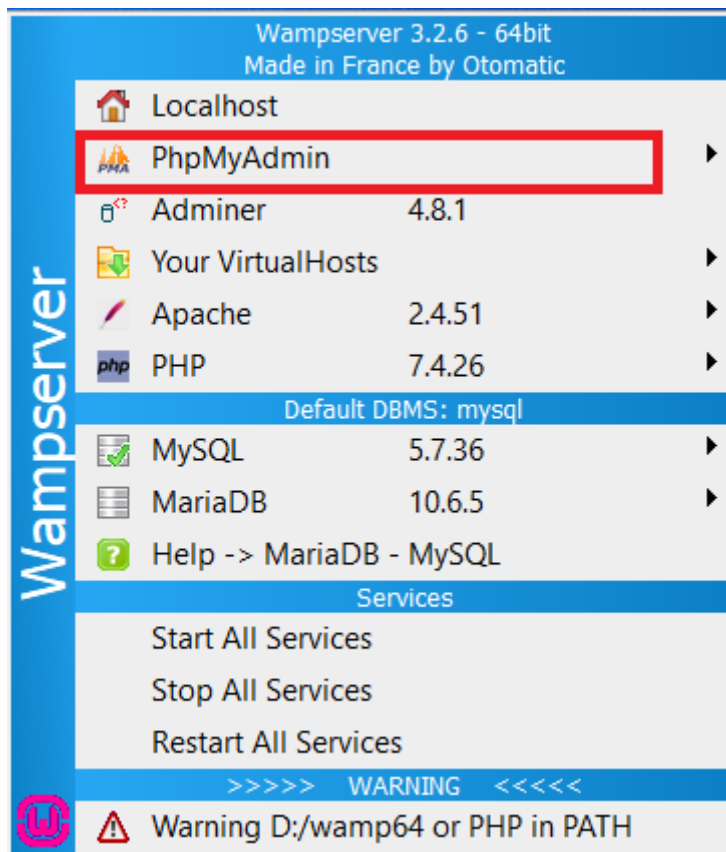 Wampserver 3.2.6 - 64bit
Made in France by Otomatic
Wampserver
Localhost
PMA PhpMyAdmin
Adminer 4.8.1
Your VirtualHosts
Apache 2.4.51
php PHP 7.4.26
Default DBMS: mysql
MySQL 5.7.36
MariaDB 10.6.5
? Help -> MariaDB - MySQL
Services
Start All Services
Stop All Services
Restart All Services
>>>>> WARNING <<<<<
W
Warning D:/wamp64 or PHP in PATH